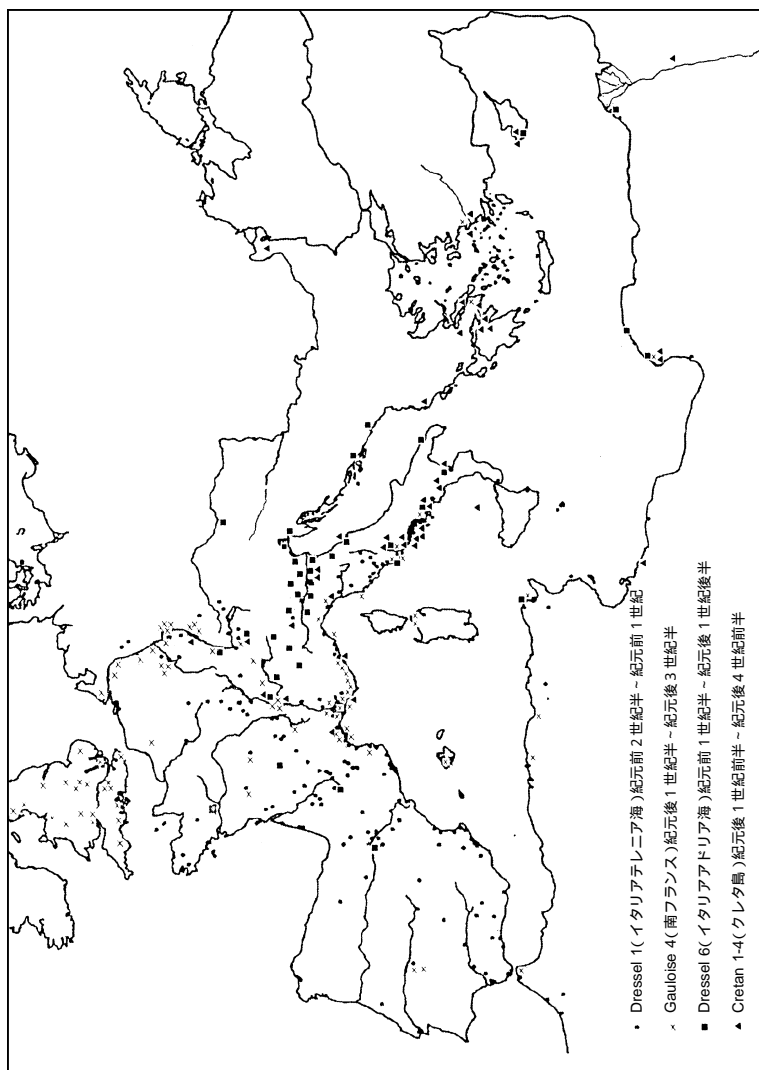 • Dressel 1(イタリアテレニア海)紀元前2世紀半~紀元前1世紀
× Gauloise 4(南フランス)紀元後1世紀半~紀元後3世紀半
■ Dressel 6(イタリアアドリア海)紀元前1世紀半~紀元後1世紀後半
▲ Cretan 1-4(クレタ島)紀元後1世紀前半~紀元後4世紀前半